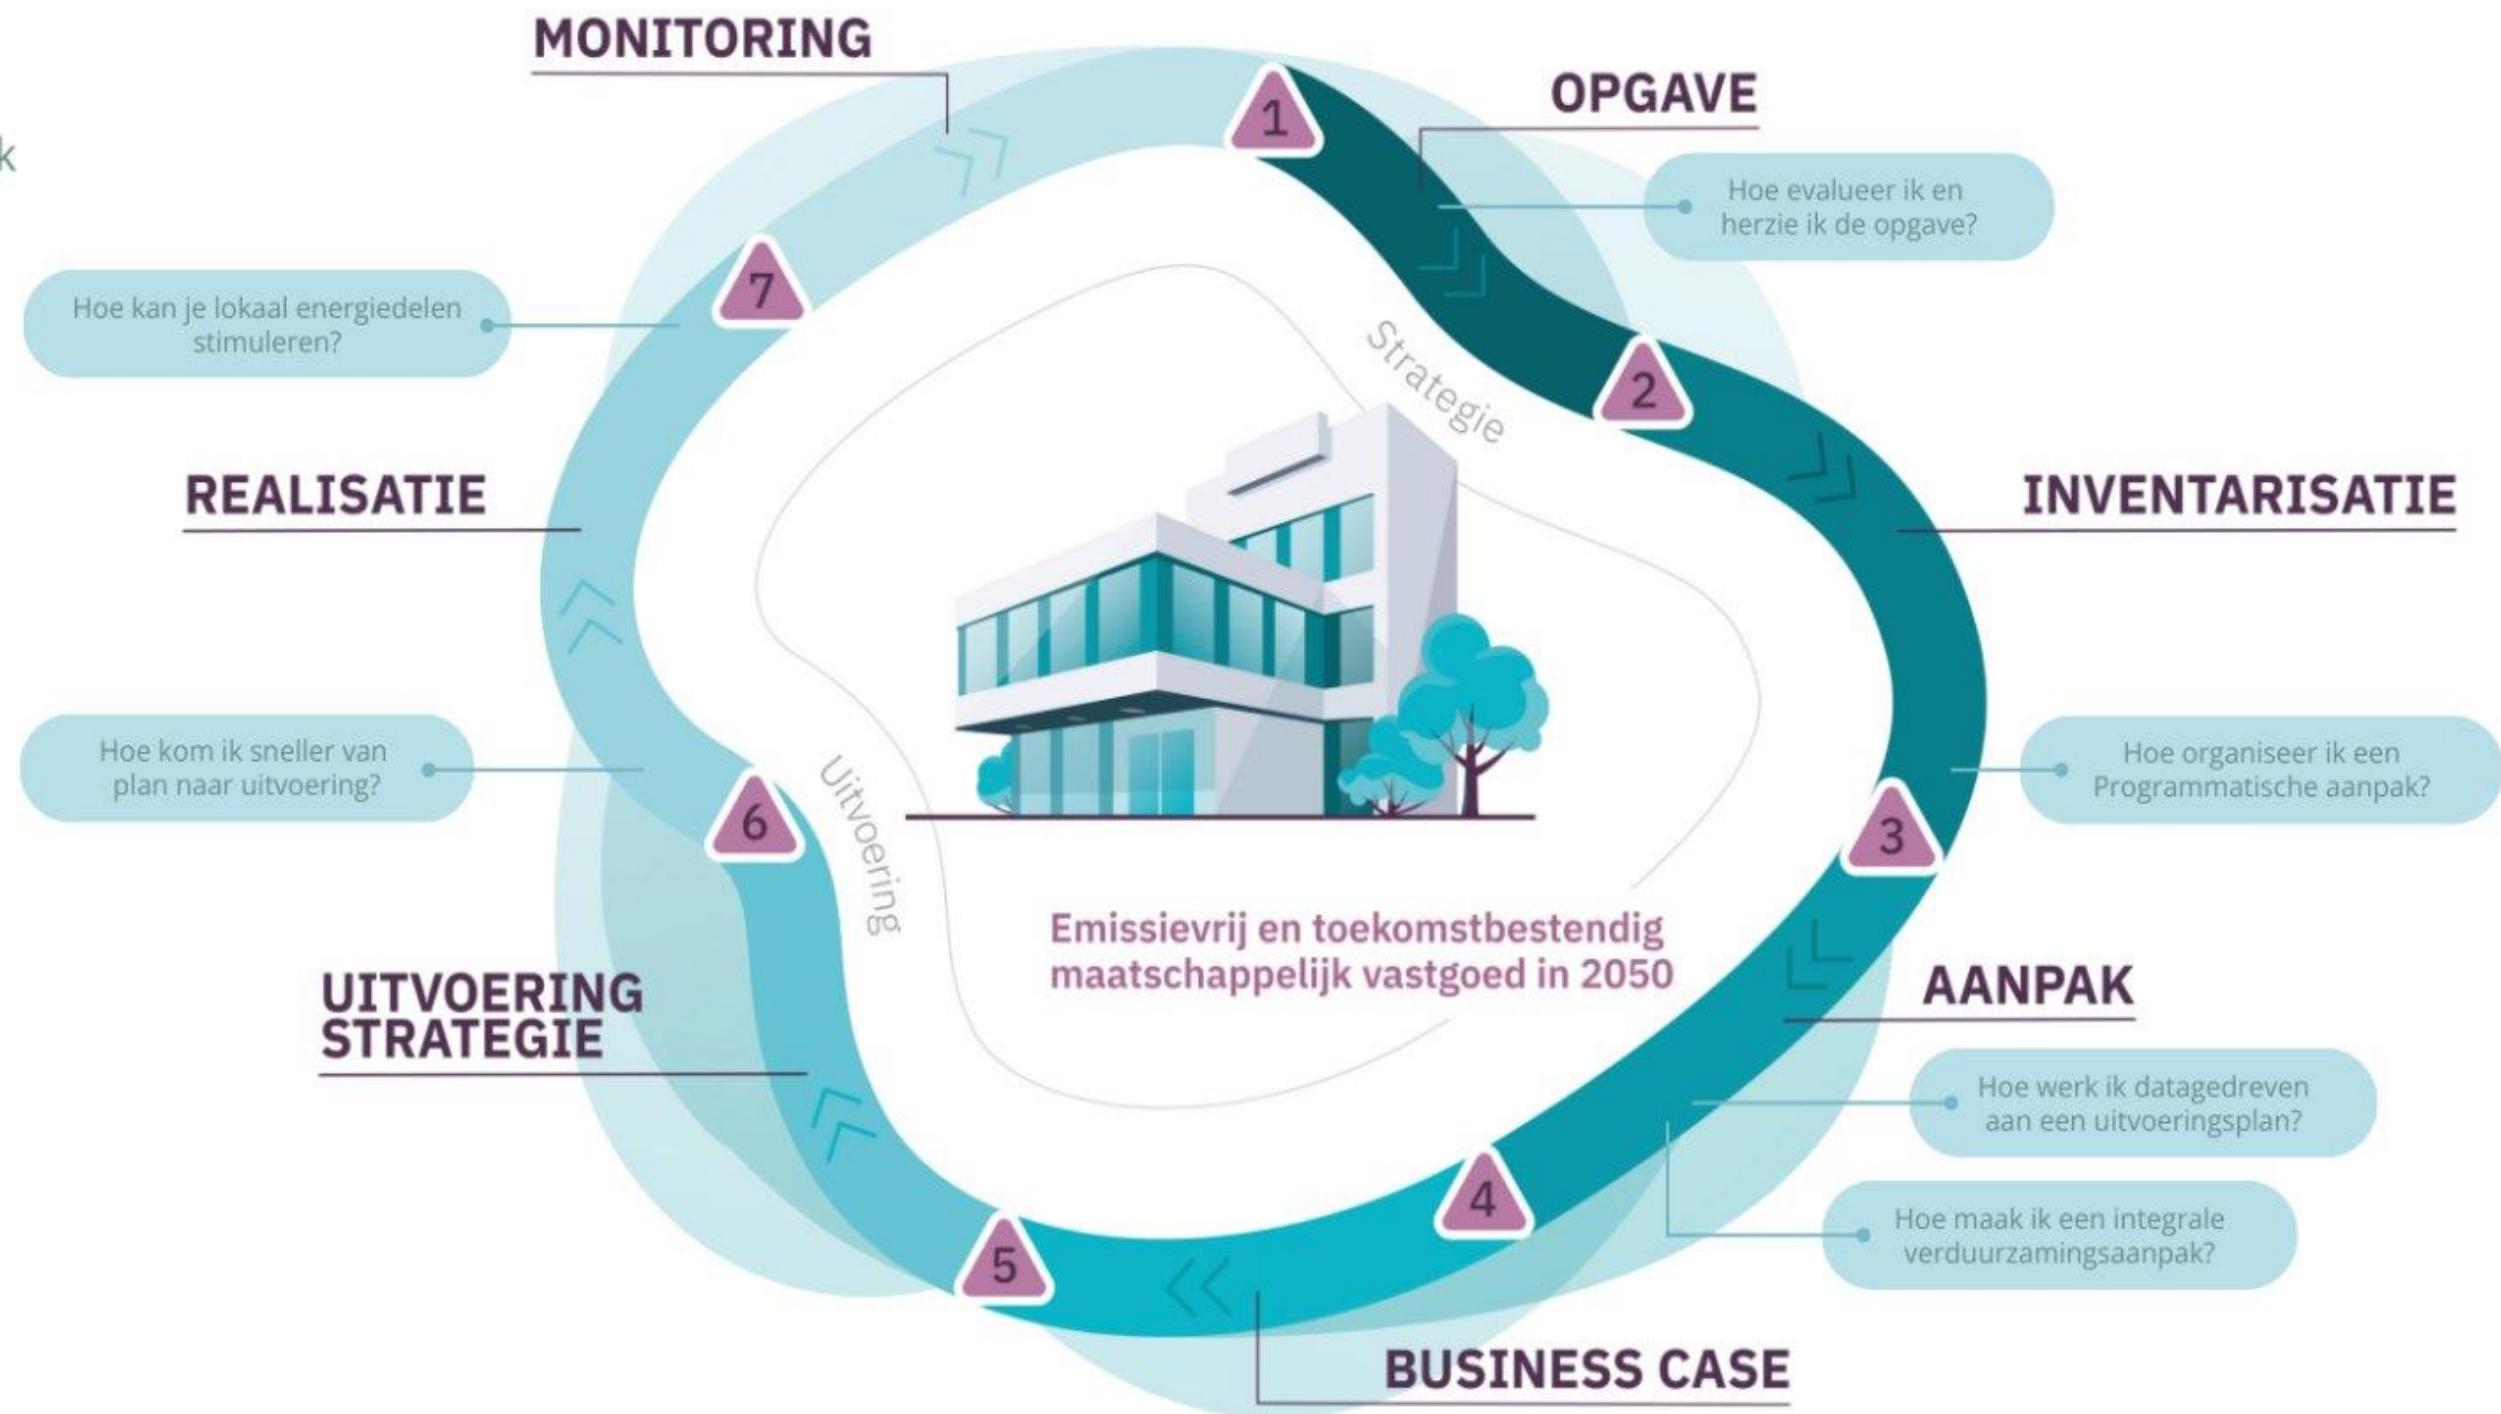 MONITORING
OPGAVE
k
1
Hoe evalueer ik en
herzie ik de opgave?
7
Hoe kan je lokaal energiedelen
stimuleren?
Strategie
2
REALISATIE
INVENTARISATIE
Hoe kom ik sneller van
plan naar uitvoering?
Hoe organiseer ik een
Programmatische aanpak?
6
Uitvoering
3
Emissievrij en toekomstbestendig
maatschappelijk vastgoed in 2050
UITVOERING
STRATEGIE
AANPAK
Hoe werk ik datagedreven
aan een uitvoeringsplan?
4
Hoe maak ik een integrale
verduurzamingsaanpak?
5
BUSINESS CASE